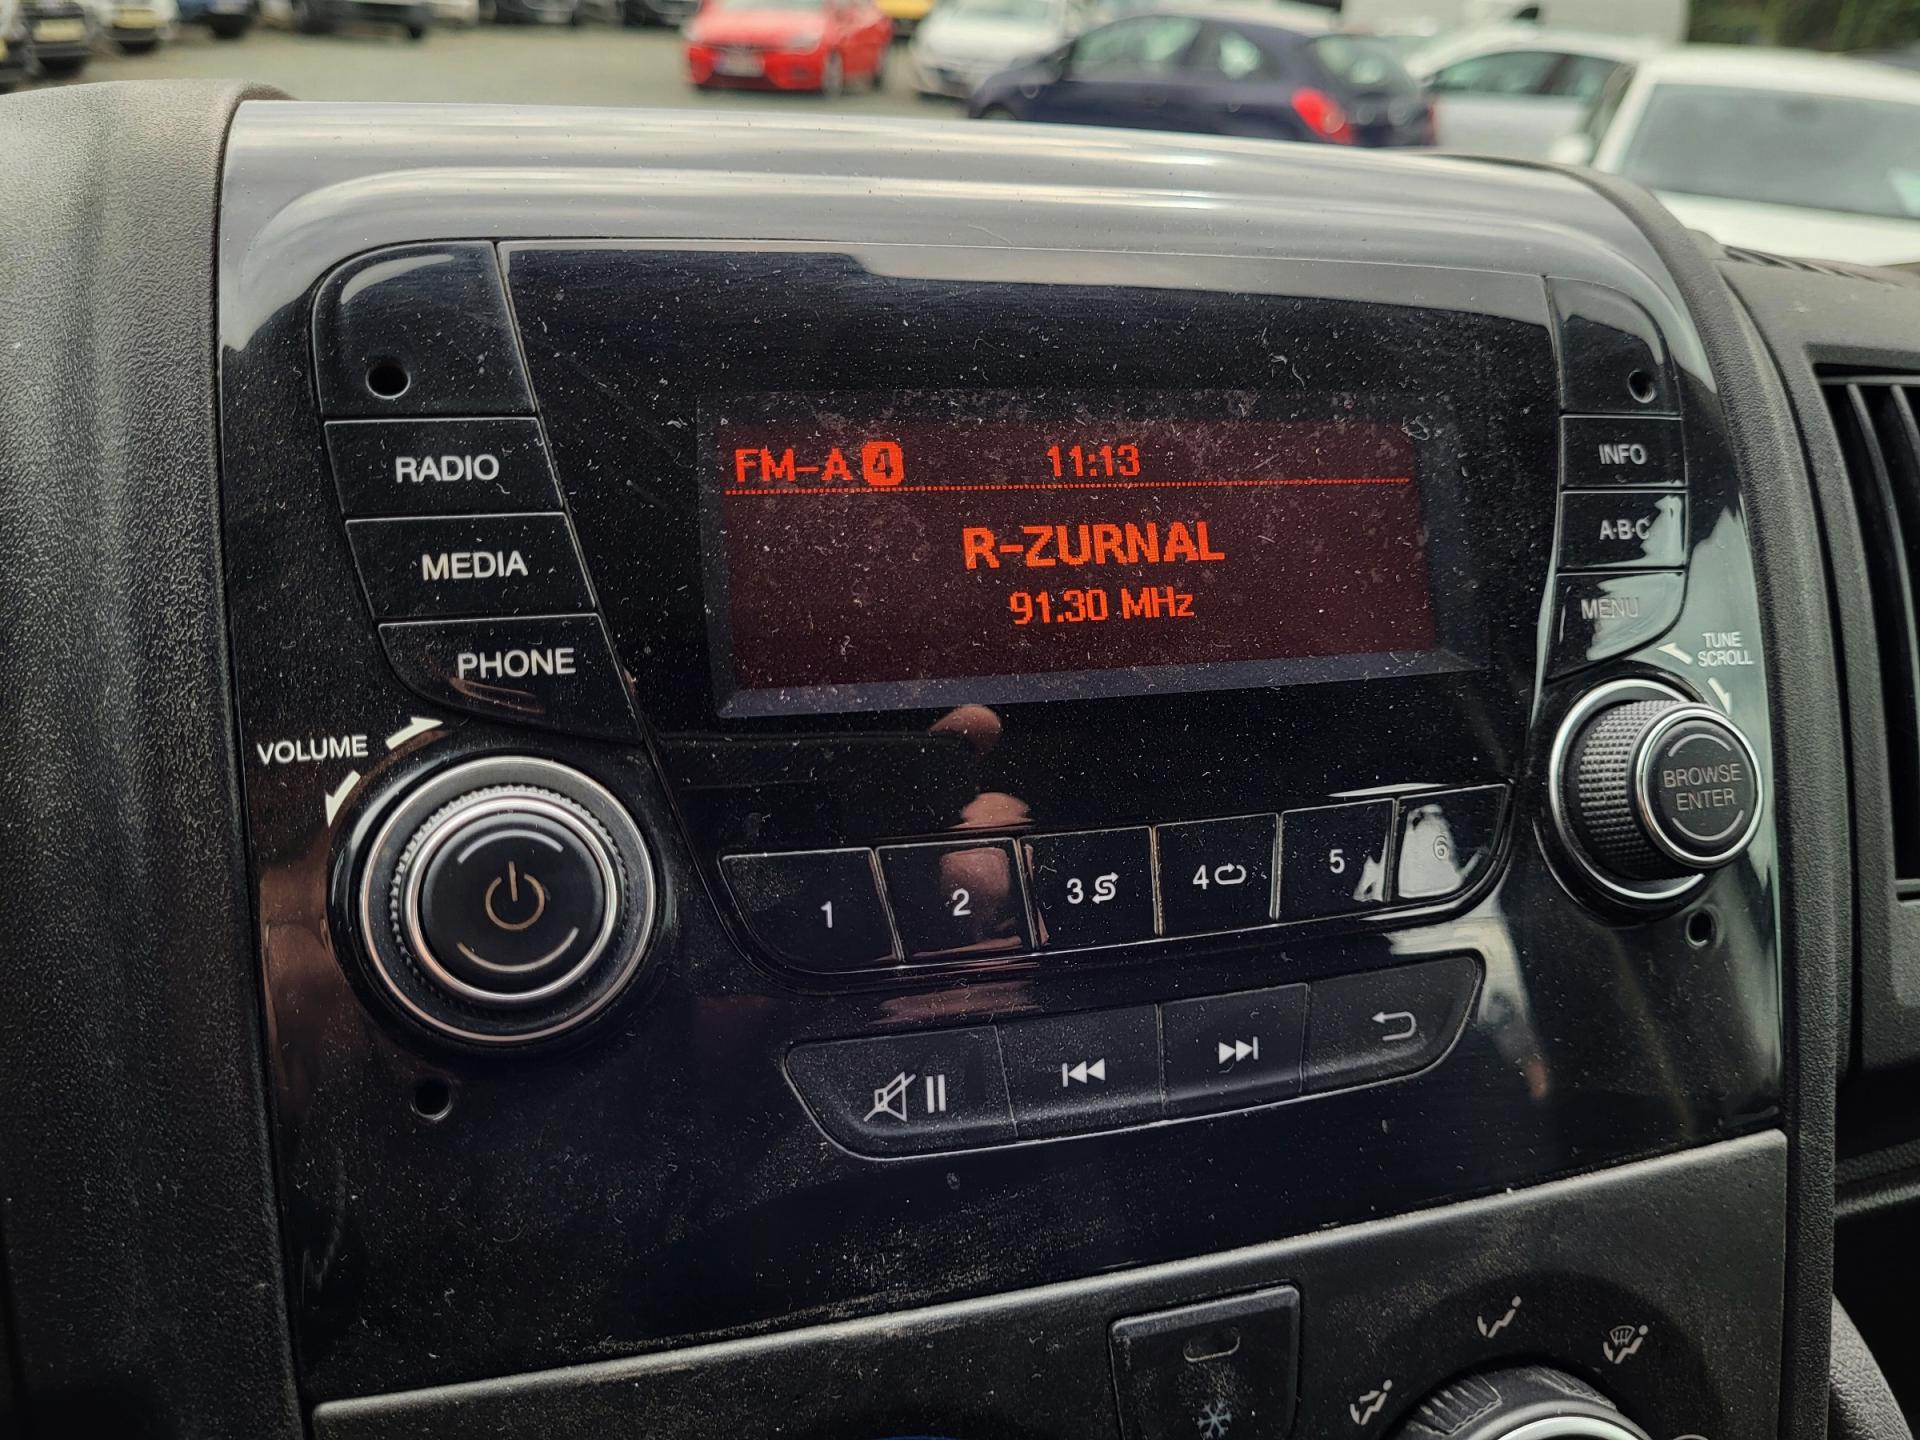 FM-A 4 11:13
R-ZURNAL
91.30 MHz
RADIO
MEDIA
PHONE
VOLUME
INFO
A·B·C
MENU
TUNE
SCROLL
BROWSE
ENTER
1 2 3 4 5 6